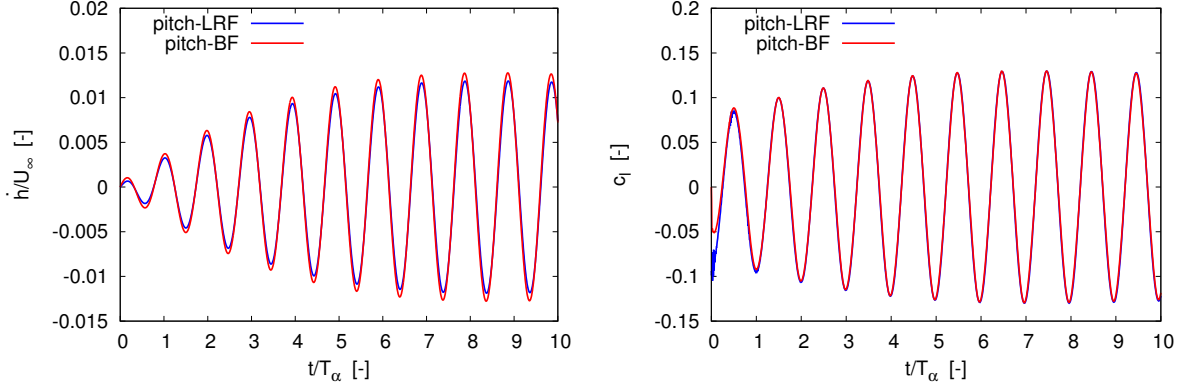 pitch-LRF
pitch-BF
0.02
0.015
0.01
0.005
0
-0.005
-0.01
-0.015
ḣ/U∞ [-]
0 1 2 3 4 5 6 7 8 9 10
t/Tα [-]
pitch-LRF
pitch-BF
0.2
0.15
0.1
0.05
0
-0.05
-0.1
-0.15
cl [-]
0 1 2 3 4 5 6 7 8 9 10
t/Tα [-]